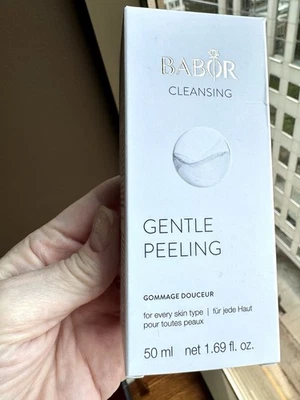 BABOR
CLEANSING
GENTLE
PEELING
GOMMAGE DOUCEUR
for every skin type | für jede Haut
pour toutes peaux
50 ml net 1.69 fl. oz.